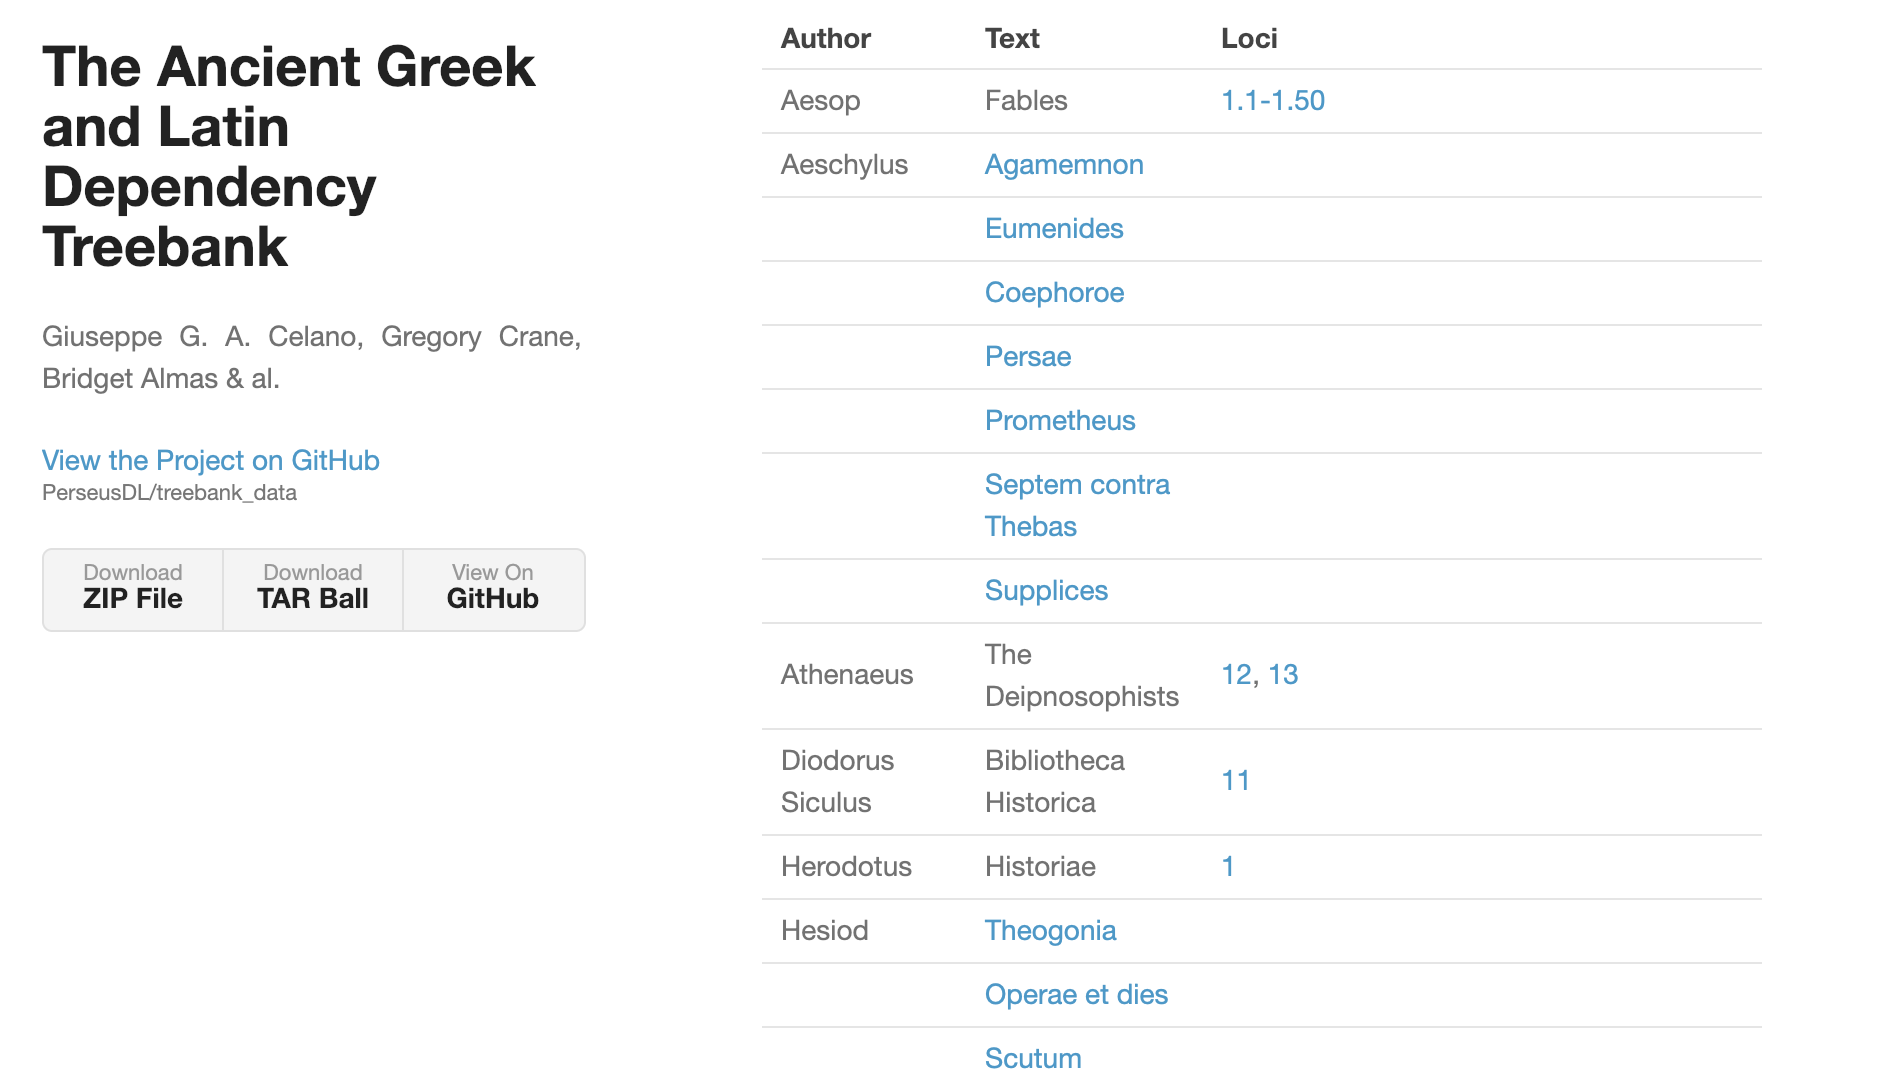 The Ancient Greek
and Latin
Dependency
Treebank
Giuseppe G. A. Celano, Gregory Crane,
Bridget Almas & al.
View the Project on GitHub
PerseusDL/treebank_data
Download
ZIP File
Download
TAR Ball
View On
GitHub
Author Text Loci
Aesop Fables 1.1-1.50
Aeschylus Agamemnon
Eumenides
Coephoroe
Persae
Prometheus
Septem contra
Thebas
Supplices
Athenaeus The
Deipnosophists 12, 13
Diodorus
Siculus Bibliotheca
Historica 11
Herodotus Historiae 1
Hesiod Theogonia
Operae et dies
Scutum